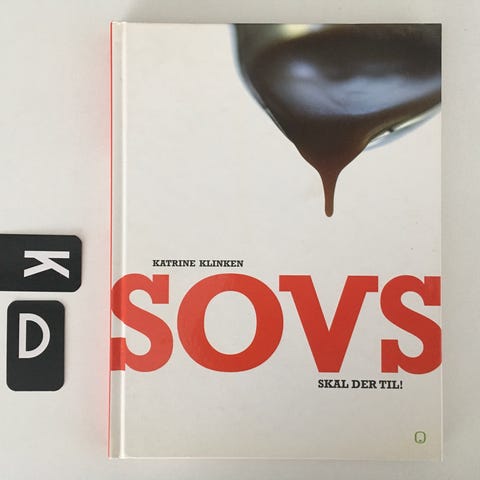 KATRINE KLINKEN
SOVS
SKAL DER TIL!
K
D